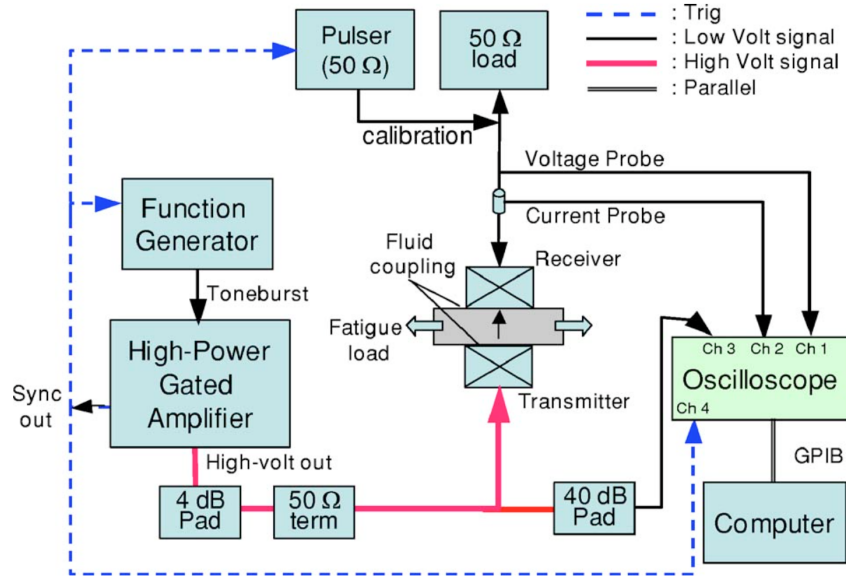 Pulser
(50 Ω)
50 Ω
load
: Trig
: Low Volt signal
: High Volt signal
: Parallel
calibration
Voltage Probe
Current Probe
Function
Generator
Fluid
coupling
Receiver
Toneburst
Fatigue
load
High-Power
Gated
Amplifier
Ch 3
Ch 2
Ch 1
Oscilloscope
Ch 4
Sync
out
Transmitter
High-volt out
GPIB
4 dB
Pad
50 Ω
term
40 dB
Pad
Computer